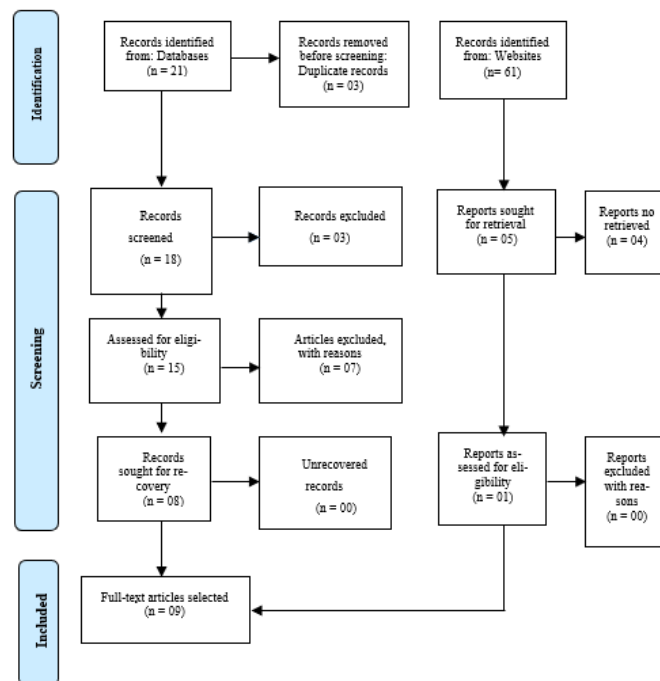 Identification
Records identified
from: Databases
(n = 21)
Records removed
before screening:
Duplicate records
(n = 03)
Records identified
from: Websites
(n= 61)
Screening
Records
screened
(n = 18)
Records excluded
(n = 03)
Reports sought
for retrieval
(n = 05)
Reports no
retrieved
(n = 04)
Assessed for eligi-
bility
(n = 15)
Articles excluded,
with reasons
(n = 07)
Records
sought for re-
covery
(n = 08)
Unrecovered
records
(n = 00)
Reports as-
sessed for eli-
gibility
(n = 01)
Reports
excluded
with rea-
sons
(n = 00)
Included
Full-text articles selected
(n = 09)